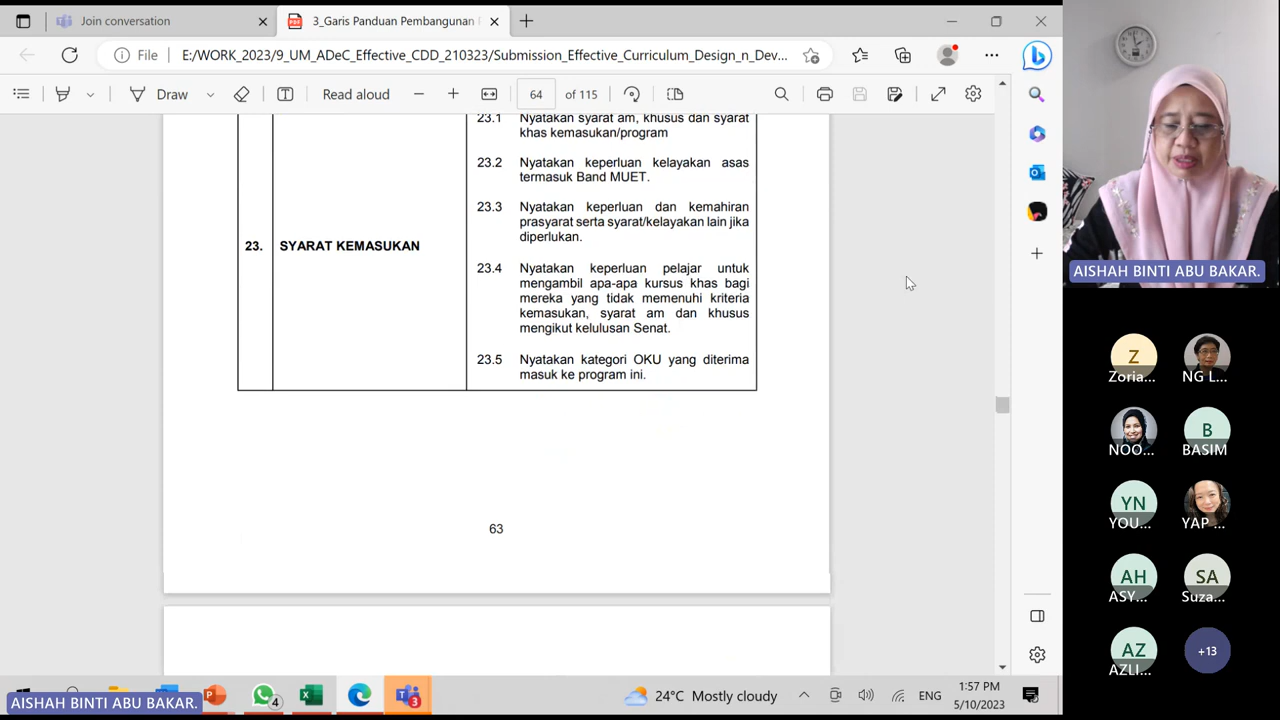 Join conversation
3_Garis Panduan Pembangunan P
File
E:/WORK_2023/9_UM_ADeC_Effective_CDD_210323/Submission_Effective_Curriculum_Design_n_Dev...
Draw
Read aloud
64 of 115
23.1 Nyatakan syarat am, khusus dan syarat
khas kemasukan/program
23.2 Nyatakan keperluan kelayakan asas
termasuk Band MUET.
23.3 Nyatakan keperluan dan kemahiran
prasyarat serta syarat/kelayakan lain jika
diperlukan.
23. SYARAT KEMASUKAN
23.4 Nyatakan keperluan pelajar untuk
mengambil apa-apa kursus khas bagi
mereka yang tidak memenuhi kriteria
kemasukan, syarat am dan khusus
mengikut kelulusan Senat.
23.5 Nyatakan kategori OKU yang diterima
masuk ke program ini.
63
AISHAH BINTI ABU BAKAR.
Z
Zoria...
NG L...
NOO...
B
BASIM
YN
YOU...
YAP ...
AH
ASY...
SA
Suza...
AZ
AZLI...
+13
4
3
24°C Mostly cloudy
ENG
1:57 PM
5/10/2023
AISHAH BINTI ABU BAKAR.